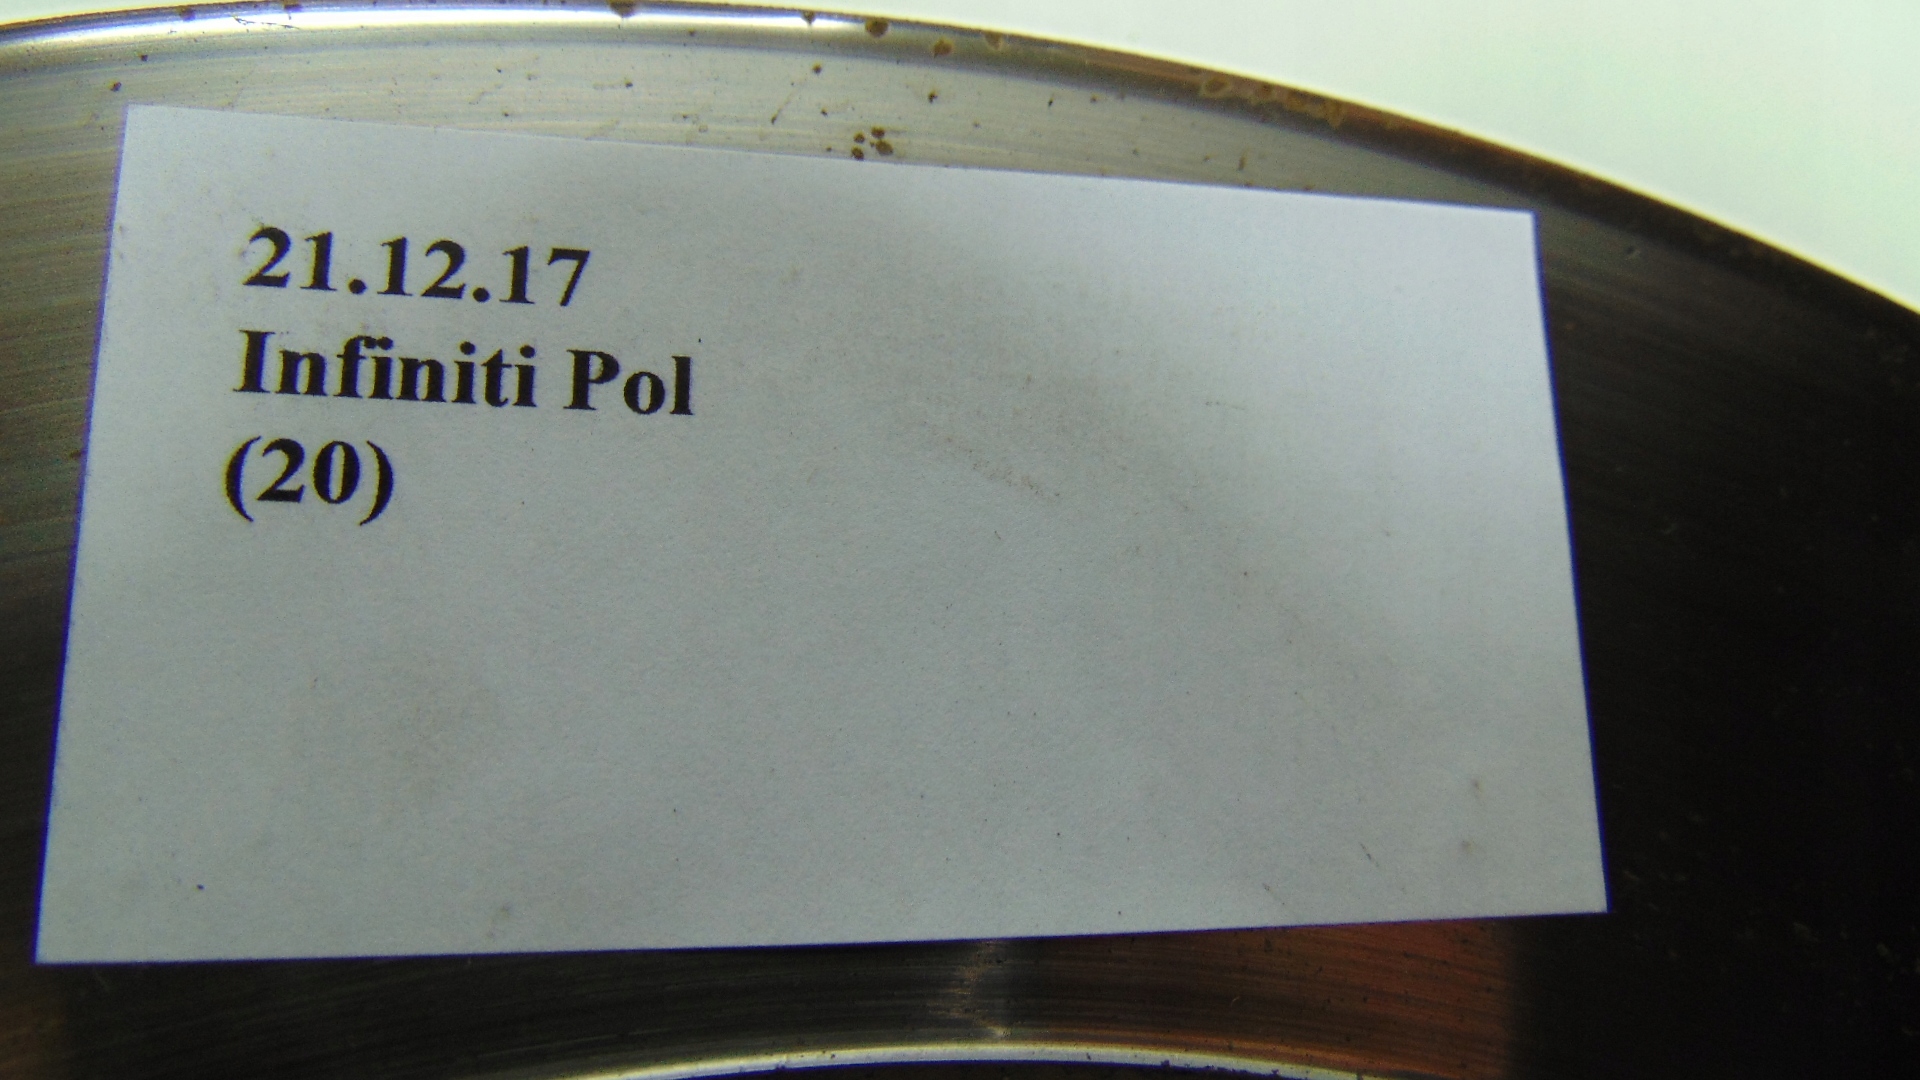 21.12.17
Infiniti Pol
(20)